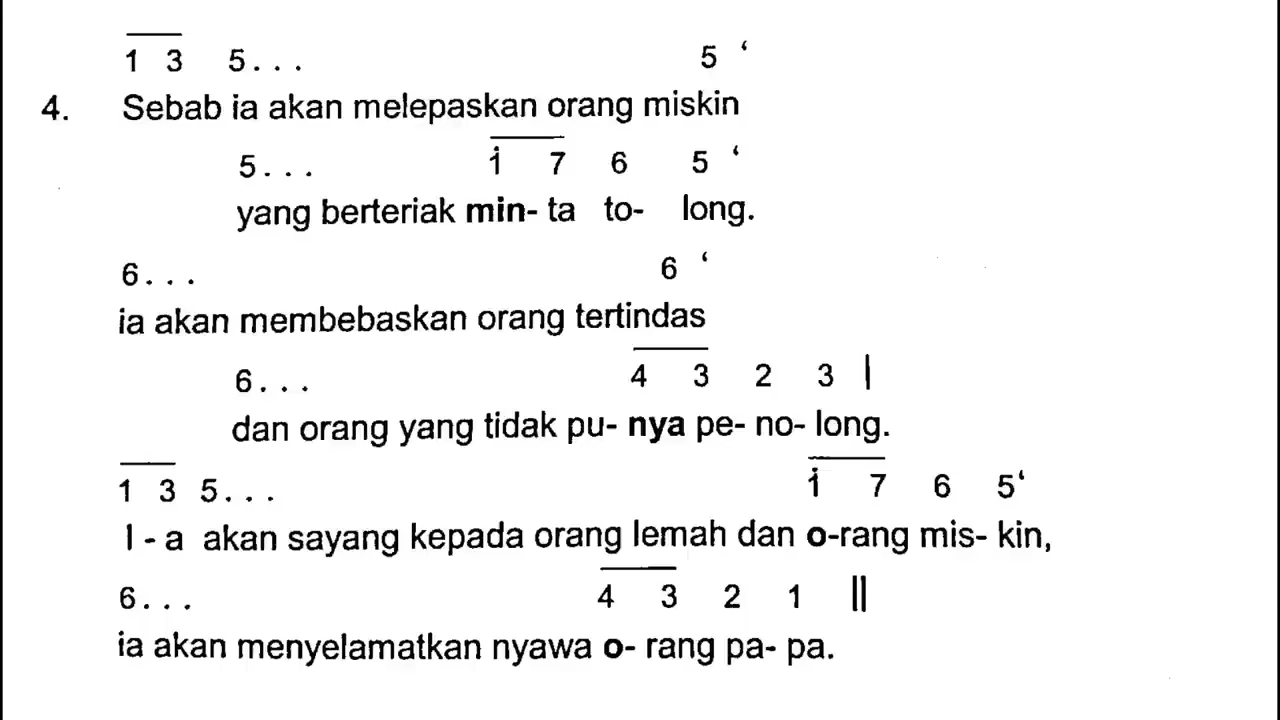 1 3 5... 5 ‘
4. Sebab ia akan melepaskan orang miskin
5... i 7 6 5 ‘
yang berteriak min- ta to- long.
6... 6 ‘
ia akan membebaskan orang tertindas
6... 4 3 2 3 |
dan orang yang tidak pu- nya pe- no- long.
1 3 5... i 7 6 5‘
I - a akan sayang kepada orang lemah dan o-rang mis- kin,
6... 4 3 2 1 ||
ia akan menyelamatkan nyawa o- rang pa- pa.